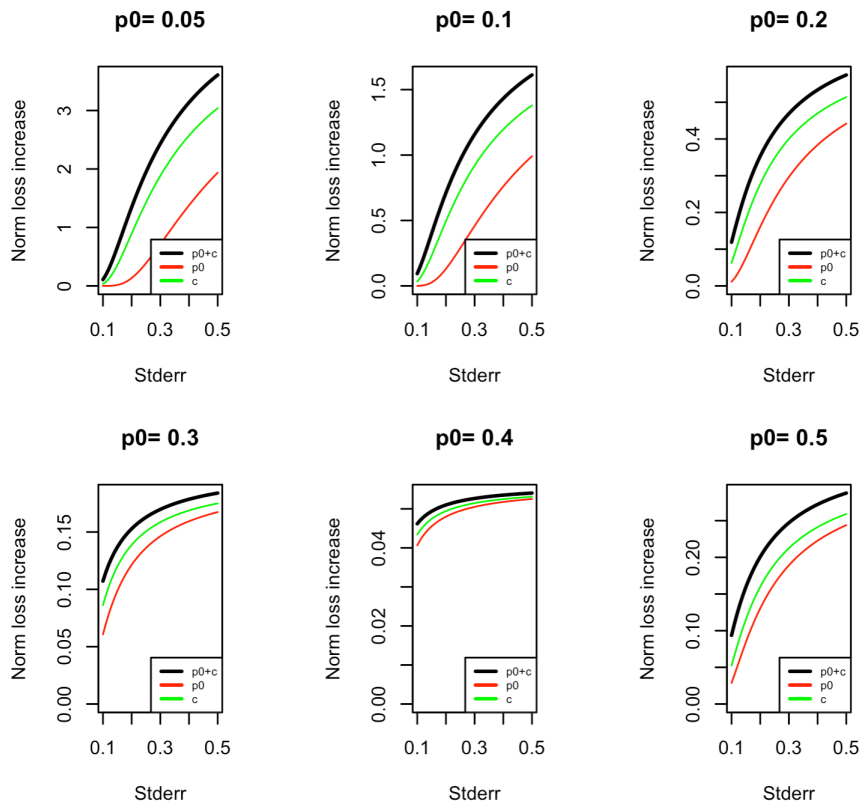 p0= 0.05
Norm loss increase
3
2
1
0
p0+c
p0
c
0.1 0.3 0.5
Stderr
p0= 0.1
Norm loss increase
1.5
1.0
0.5
0.0
p0+c
p0
c
0.1 0.3 0.5
Stderr
p0= 0.2
Norm loss increase
0.4
0.2
0.0
p0+c
p0
c
0.1 0.3 0.5
Stderr
p0= 0.3
Norm loss increase
0.15
0.10
0.05
0.00
p0+c
p0
c
0.1 0.3 0.5
Stderr
p0= 0.4
Norm loss increase
0.04
0.02
0.00
p0+c
p0
c
0.1 0.3 0.5
Stderr
p0= 0.5
Norm loss increase
0.20
0.10
0.00
p0+c
p0
c
0.1 0.3 0.5
Stderr